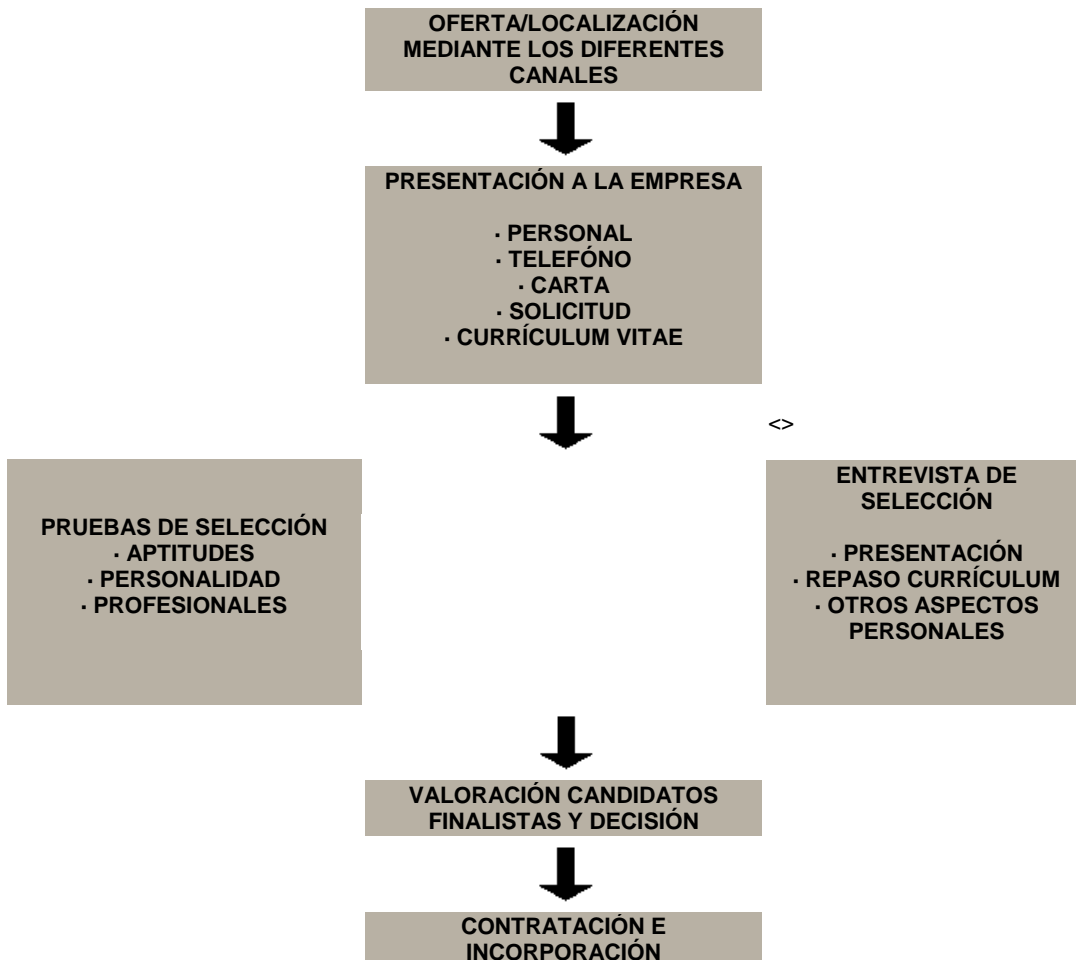 OFERTA/LOCALIZACIÓN
MEDIANTE LOS DIFERENTES
CANALES
PRESENTACIÓN A LA EMPRESA
· PERSONAL
· TELEFÓNO
· CARTA
· SOLICITUD
· CURRÍCULUM VITAE
<>
PRUEBAS DE SELECCIÓN
· APTITUDES
· PERSONALIDAD
· PROFESIONALES
ENTREVISTA DE
SELECCIÓN
· PRESENTACIÓN
· REPASO CURRÍCULUM
· OTROS ASPECTOS
PERSONALES
VALORACIÓN CANDIDATOS
FINALISTAS Y DECISIÓN
CONTRATACIÓN E
INCORPORACIÓN